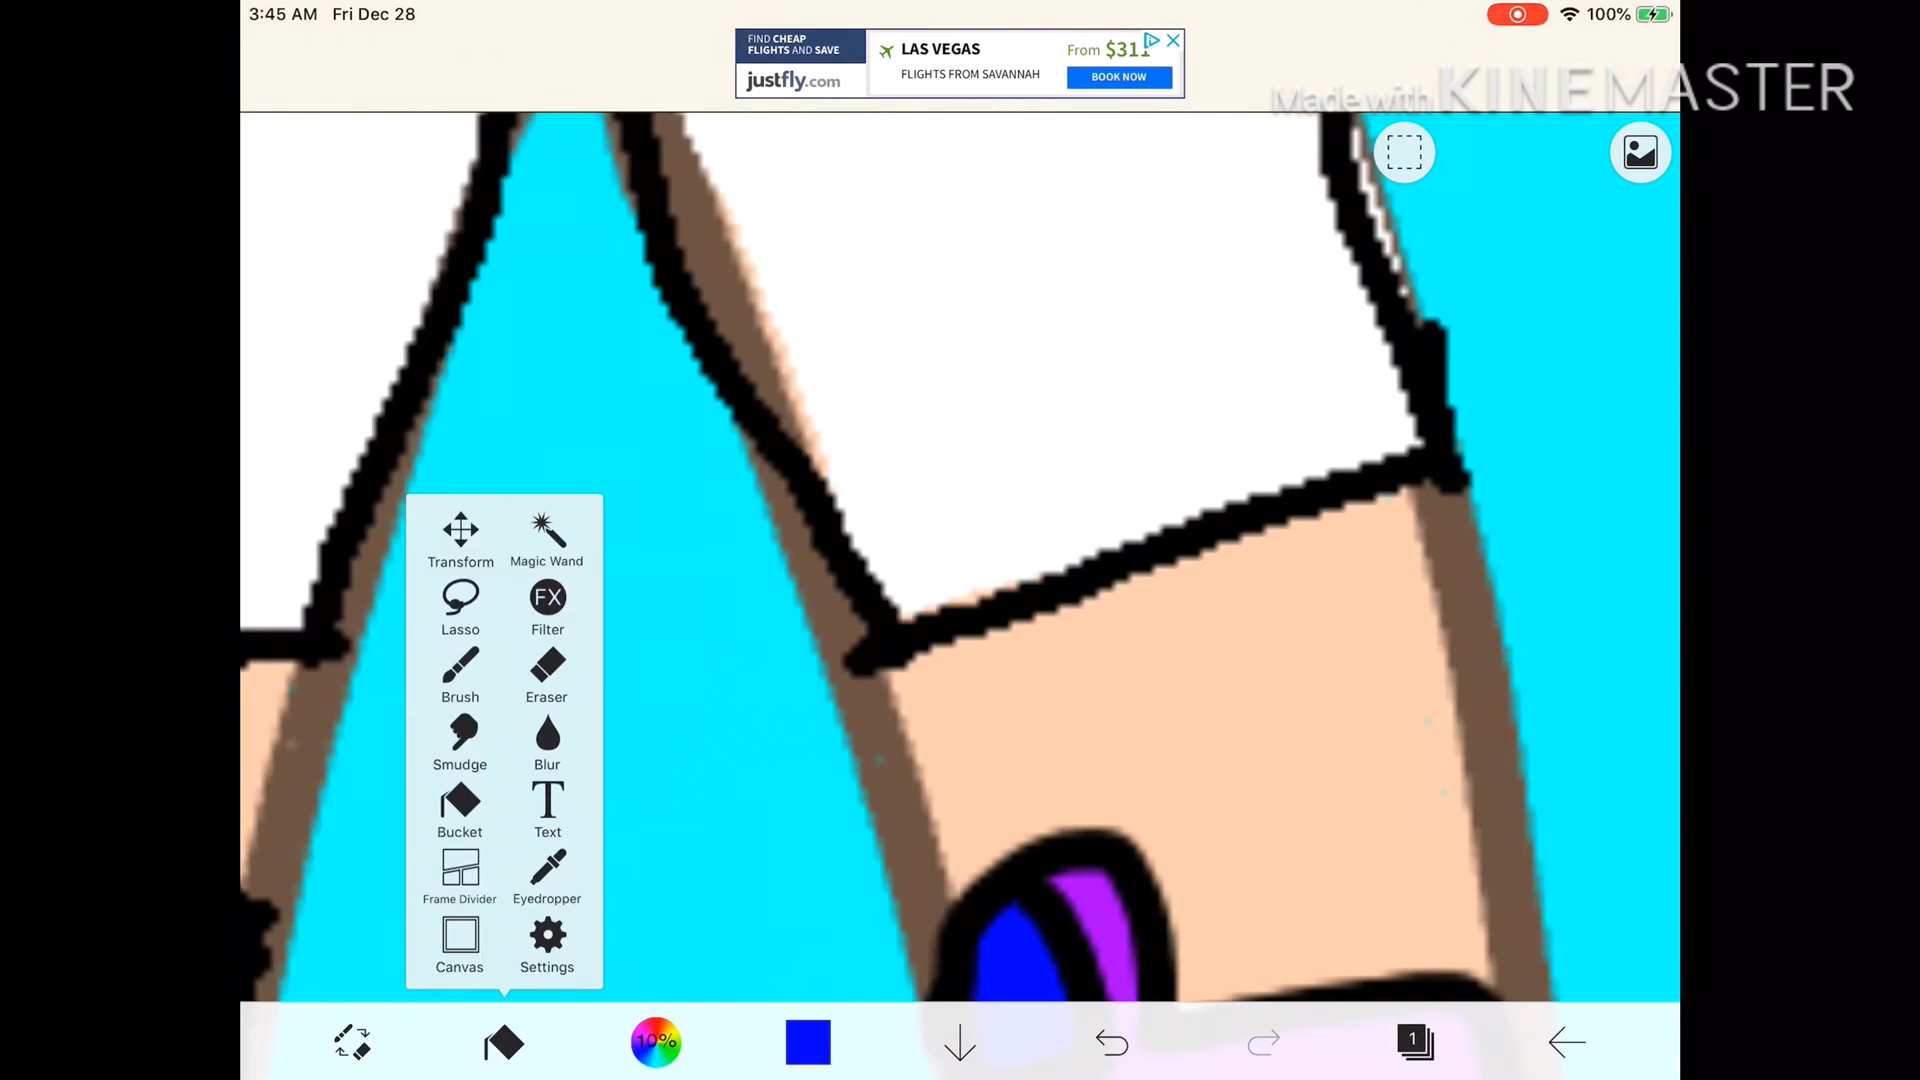 3:45 AM Fri Dec 28
100%
FIND CHEAP
FLIGHTS AND SAVE
justfly.com
LAS VEGAS
FLIGHTS FROM SAVANNAH
From $311
BOOK NOW
Made with KINEMASTER
Transform
Magic Wand
FX
Lasso
Filter
Brush
Eraser
Smudge
Blur
T
Bucket
Text
Frame Divider
Eyedropper
Canvas
Settings
10%
1